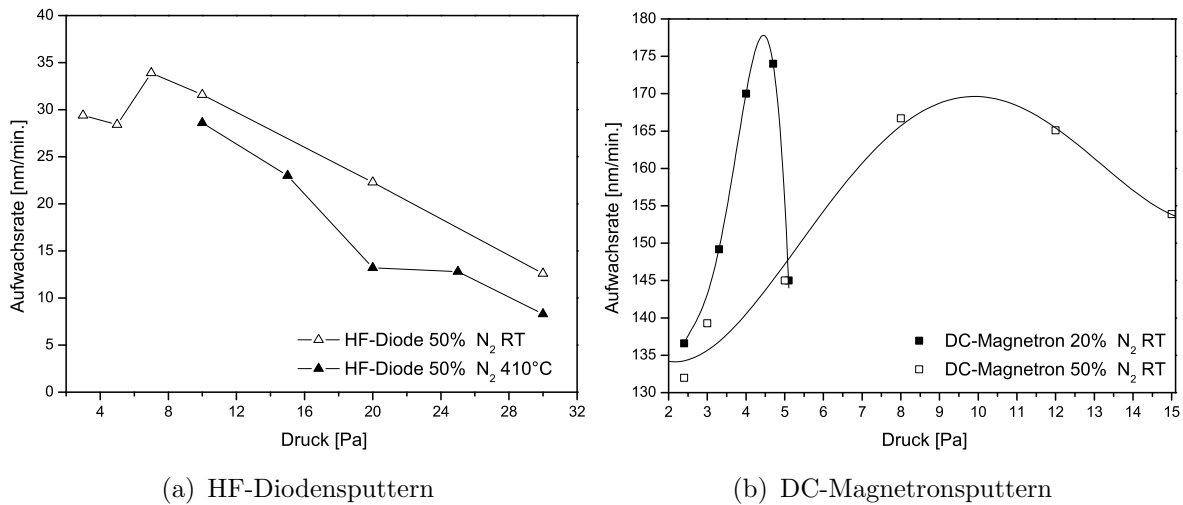 40
35
30
25
20
15
10
5
0
Aufwachsrate [nm/min.]
HF-Diode 50% N2 RT
HF-Diode 50% N2 410°C
4 8 12 16 20 24 28 32
Druck [Pa]
(a) HF-Diodensputtern
180
175
170
165
160
155
150
145
140
135
130
Aufwachsrate [nm/min.]
DC-Magnetron 20% N2 RT
DC-Magnetron 50% N2 RT
2 3 4 5 6 7 8 9 10 11 12 13 14 15
Druck [Pa]
(b) DC-Magnetronsputtern